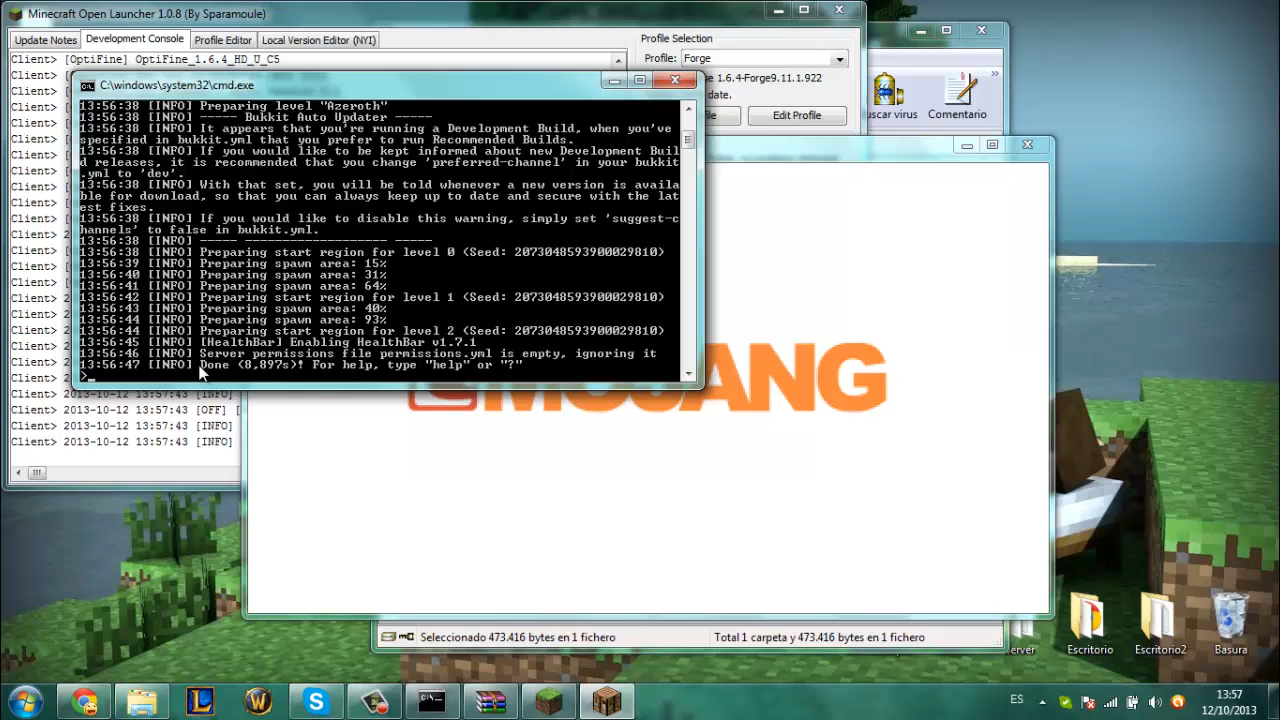 Minecraft Open Launcher 1.0.8 (By Sparamoule)
Update Notes
Development Console
Profile Editor
Local Version Editor (NYI)
Profile Selection
Profile:
Forge
Client> [OptiFine] OptiFine_1.6.4_HD_U_C5
1.6.4-Forge9.11.1.922
date.
Edit Profile
uscar virus
Comentario
C:\windows\system32\cmd.exe
13:56:38 [INFO] Preparing level "Azeroth"
13:56:38 [INFO] ----- Bukkit Auto Updater -----
13:56:38 [INFO] It appears that you're running a Development Build, when you've
specified in bukkit.yml that you prefer to run Recommended Builds.
13:56:38 [INFO] If you would like to be kept informed about new Development Buil
d releases, it is recommended that you change 'preferred-channel' in your bukkit
.yml to 'dev'.
13:56:38 [INFO] With that set, you will be told whenever a new version is availa
ble for download, so that you can always keep up to date and secure with the lat
est fixes.
13:56:38 [INFO] If you would like to disable this warning, simply set 'suggest-c
hannels' to false in bukkit.yml.
13:56:38 [INFO] ----- ------------------- -----
13:56:38 [INFO] Preparing start region for level 0 (Seed: 2073048593900029810)
13:56:39 [INFO] Preparing spawn area: 15%
13:56:40 [INFO] Preparing spawn area: 31%
13:56:41 [INFO] Preparing spawn area: 64%
13:56:42 [INFO] Preparing start region for level 1 (Seed: 2073048593900029810)
13:56:43 [INFO] Preparing spawn area: 40%
13:56:44 [INFO] Preparing spawn area: 93%
13:56:44 [INFO] Preparing start region for level 2 (Seed: 2073048593900029810)
13:56:45 [INFO] [HealthBar] Enabling HealthBar v1.7.1
13:56:46 [INFO] Server permissions file permissions.yml is empty, ignoring it
13:56:47 [INFO] Done (8,897s)! For help, type "help" or "?"
>
Client> 2013-10-12 13:57:43 [INFO]
Client> 2013-10-12 13:57:43 [OFF] [
Client> 2013-10-12 13:57:43 [INFO]
Client> 2013-10-12 13:57:43 [INFO]
MOJANG
Seleccionado 473.416 bytes en 1 fichero
Total 1 carpeta y 473.416 bytes en 1 fichero
erver
Escritorio
Escritorio2
Basura
ES
13:57
12/10/2013